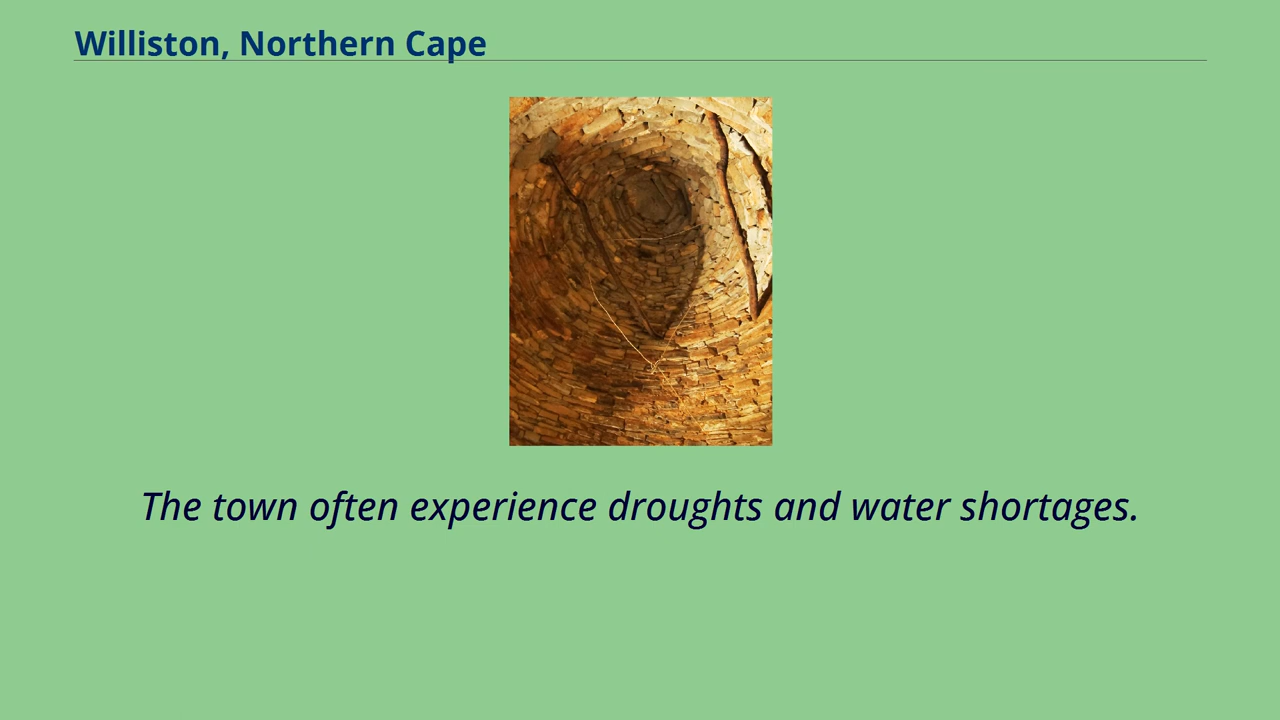 Williston, Northern Cape
The town often experience droughts and water shortages.